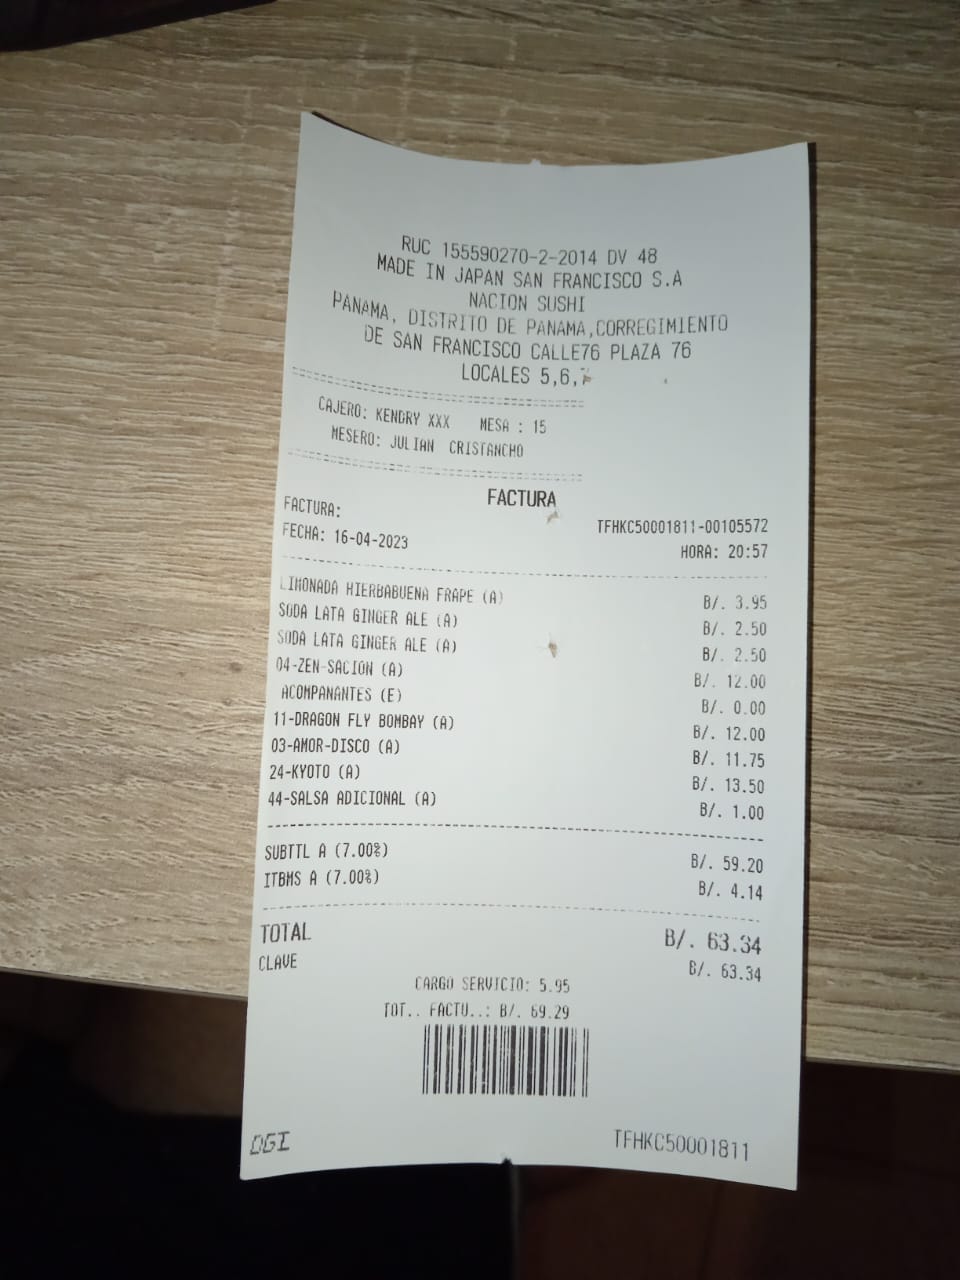 RUC 155590270-2-2014 DV 48
MADE IN JAPAN SAN FRANCISCO S.A
NACION SUSHI
PANAMA, DISTRITO DE PANAMA,CORREGIMIENTO
DE SAN FRANCISCO CALLE76 PLAZA 76
LOCALES 5,6,7
CAJERO: KENDRY XXX MESA : 15
MESERO: JULIAN CRISTANCHO
FACTURA
FACTURA: TFHKC50001811-00105572
FECHA: 16-04-2023 HORA: 20:57
LIMONADA HIERBABUENA FRAPE (A) B/. 3.95
SODA LATA GINGER ALE (A) B/. 2.50
SODA LATA GINGER ALE (A) B/. 2.50
04-ZEN-SACION (A) B/. 12.00
ACOMPANANTES (E) B/. 0.00
11-DRAGON FLY BOMBAY (A) B/. 12.00
03-AMOR-DISCO (A) B/. 11.75
24-KYOTO (A) B/. 13.50
44-SALSA ADICIONAL (A) B/. 1.00
SUBTTL A (7.00%) B/. 59.20
ITBMS A (7.00%) B/. 4.14
TOTAL B/. 63.34
CLAVE B/. 63.34
CARGO SERVICIO: 5.95
TOT.. FACTU..: B/. 69.29
DGI TFHKC50001811